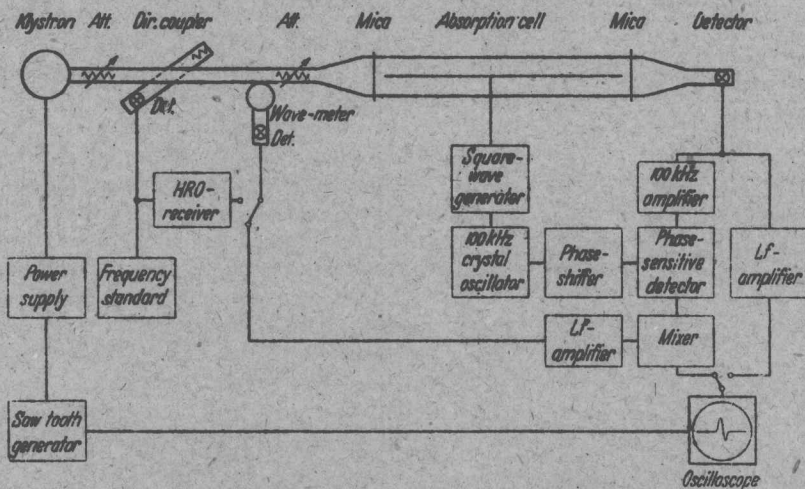 Klystron Att. Dir. coupler Att. Mica Absorption cell Mica Detector
Det.
Wave-meter
Det.
HRO-
receiver
Square-
wave
generator
100 kHz
amplifier
Power
supply
Frequency
standard
100 kHz
crystal
oscillator
Phase-
shifter
Phase-
sensitive
detector
Lf-
amplifier
Lf-
amplifier
Mixer
Saw tooth
generator
Oscilloscope